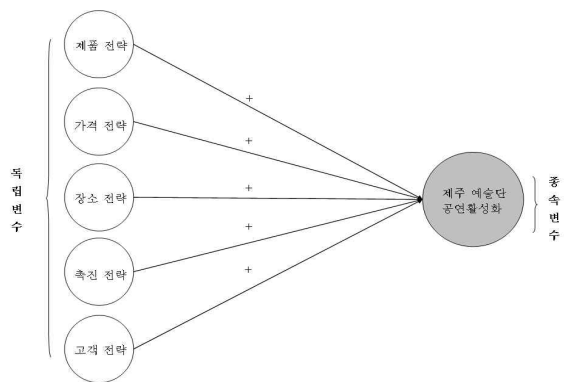 제품 전략
가격 전략
장소 전략
촉진 전략
고객 전략
독립변수
+
+
+
+
+
제주 예술단
공연활성화
종속변수